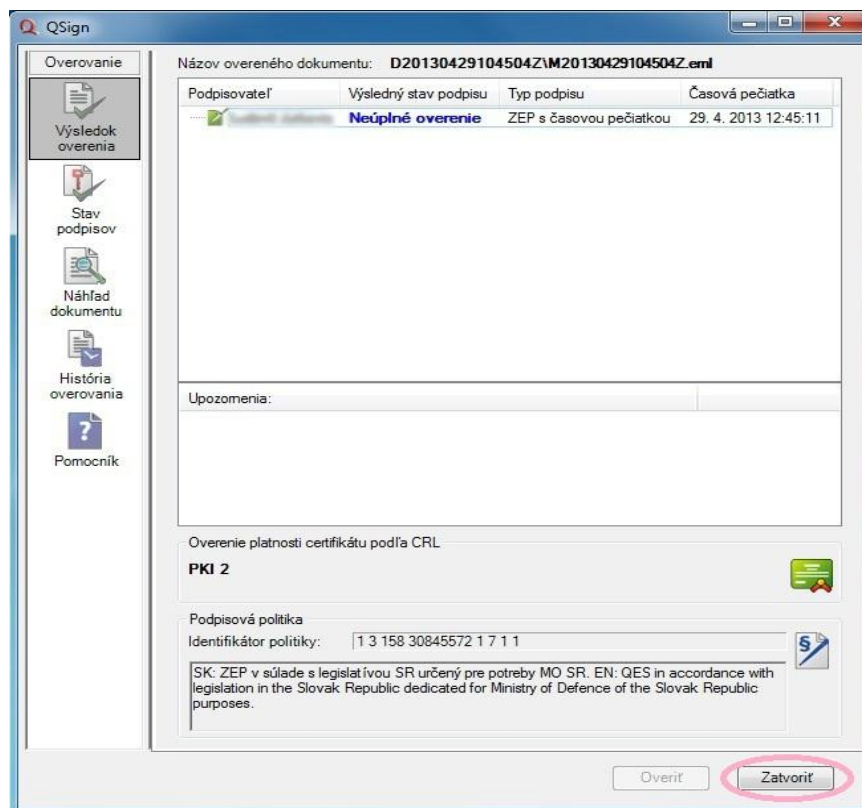 QSign
Overovanie
Výsledok
overenia
Stav
podpisov
Náhľad
dokumentu
História
overovania
Pomocník
Názov overeného dokumentu: D20130429104504Z\M20130429104504Z.eml
Podpisovateľ Výsledný stav podpisu Typ podpisu Časová pečiatka
Neúplné overenie ZEP s časovou pečiatkou 29. 4. 2013 12:45:11
Upozornenia:
Overenie platnosti certifikátu podľa CRL
PKI 2
Podpisová politika
Identifikátor politiky: 1 3 158 30845572 1 7 1 1
SK: ZEP v súlade s legislatívou SR určený pre potreby MO SR. EN: QES in accordance with
legislation in the Slovak Republic dedicated for Ministry of Defence of the Slovak Republic
purposes.
Overiť Zatvoriť